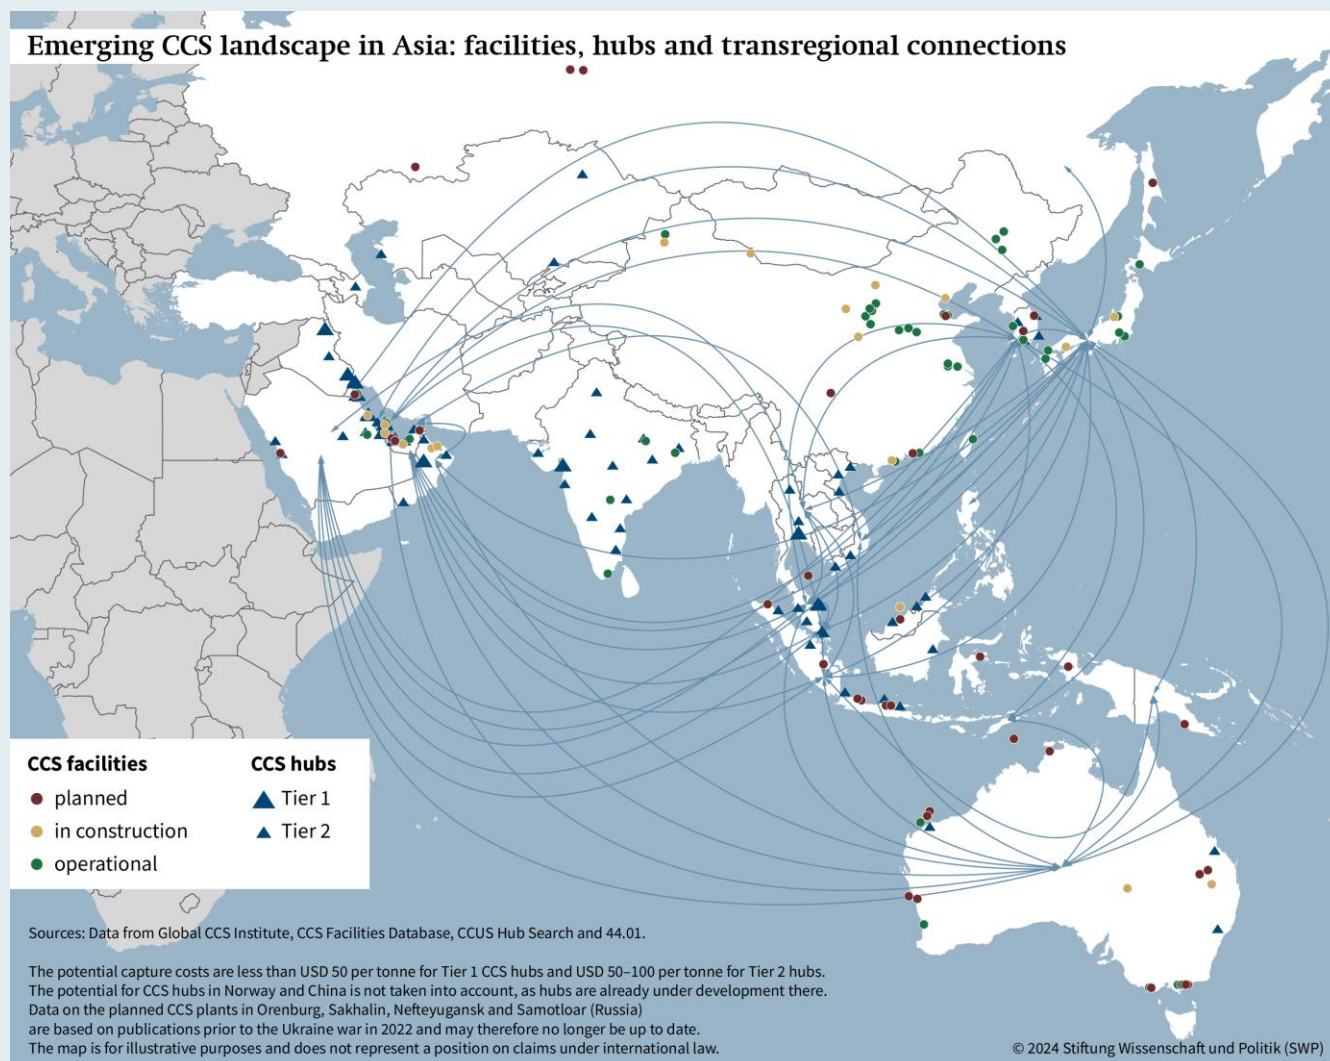 Emerging CCS landscape in Asia: facilities, hubs and transregional connections
CCS facilities
planned
in construction
operational
CCS hubs
Tier 1
Tier 2
Sources: Data from Global CCS Institute, CCS Facilities Database, CCUS Hub Search and 44.01.
The potential capture costs are less than USD 50 per tonne for Tier 1 CCS hubs and USD 50–100 per tonne for Tier 2 hubs.
The potential for CCS hubs in Norway and China is not taken into account, as hubs are already under development there.
Data on the planned CCS plants in Orenburg, Sakhalin, Nefteyugansk and Samotloar (Russia)
are based on publications prior to the Ukraine war in 2022 and may therefore no longer be up to date.
The map is for illustrative purposes and does not represent a position on claims under international law.
© 2024 Stiftung Wissenschaft und Politik (SWP)